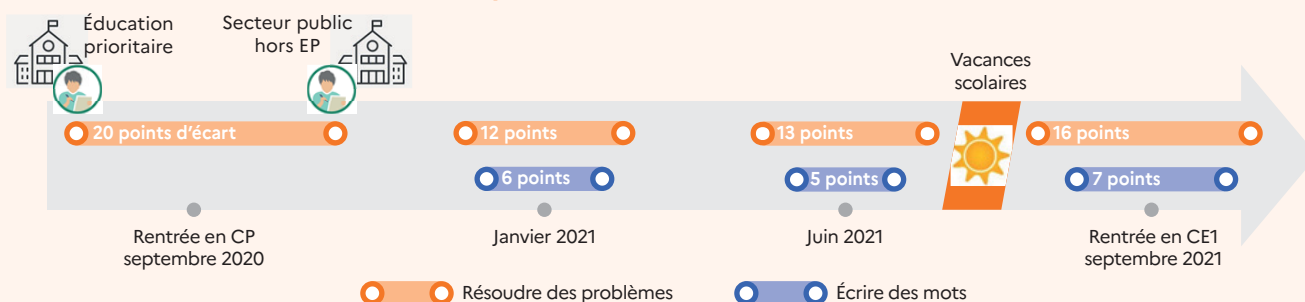 Éducation
prioritaire
Secteur public
hors EP
Vacances
scolaires
20 points d’écart
12 points
13 points
16 points
6 points
5 points
7 points
Rentrée en CP
septembre 2020
Janvier 2021
Juin 2021
Rentrée en CE1
septembre 2021
Résoudre des problèmes
Écrire des mots